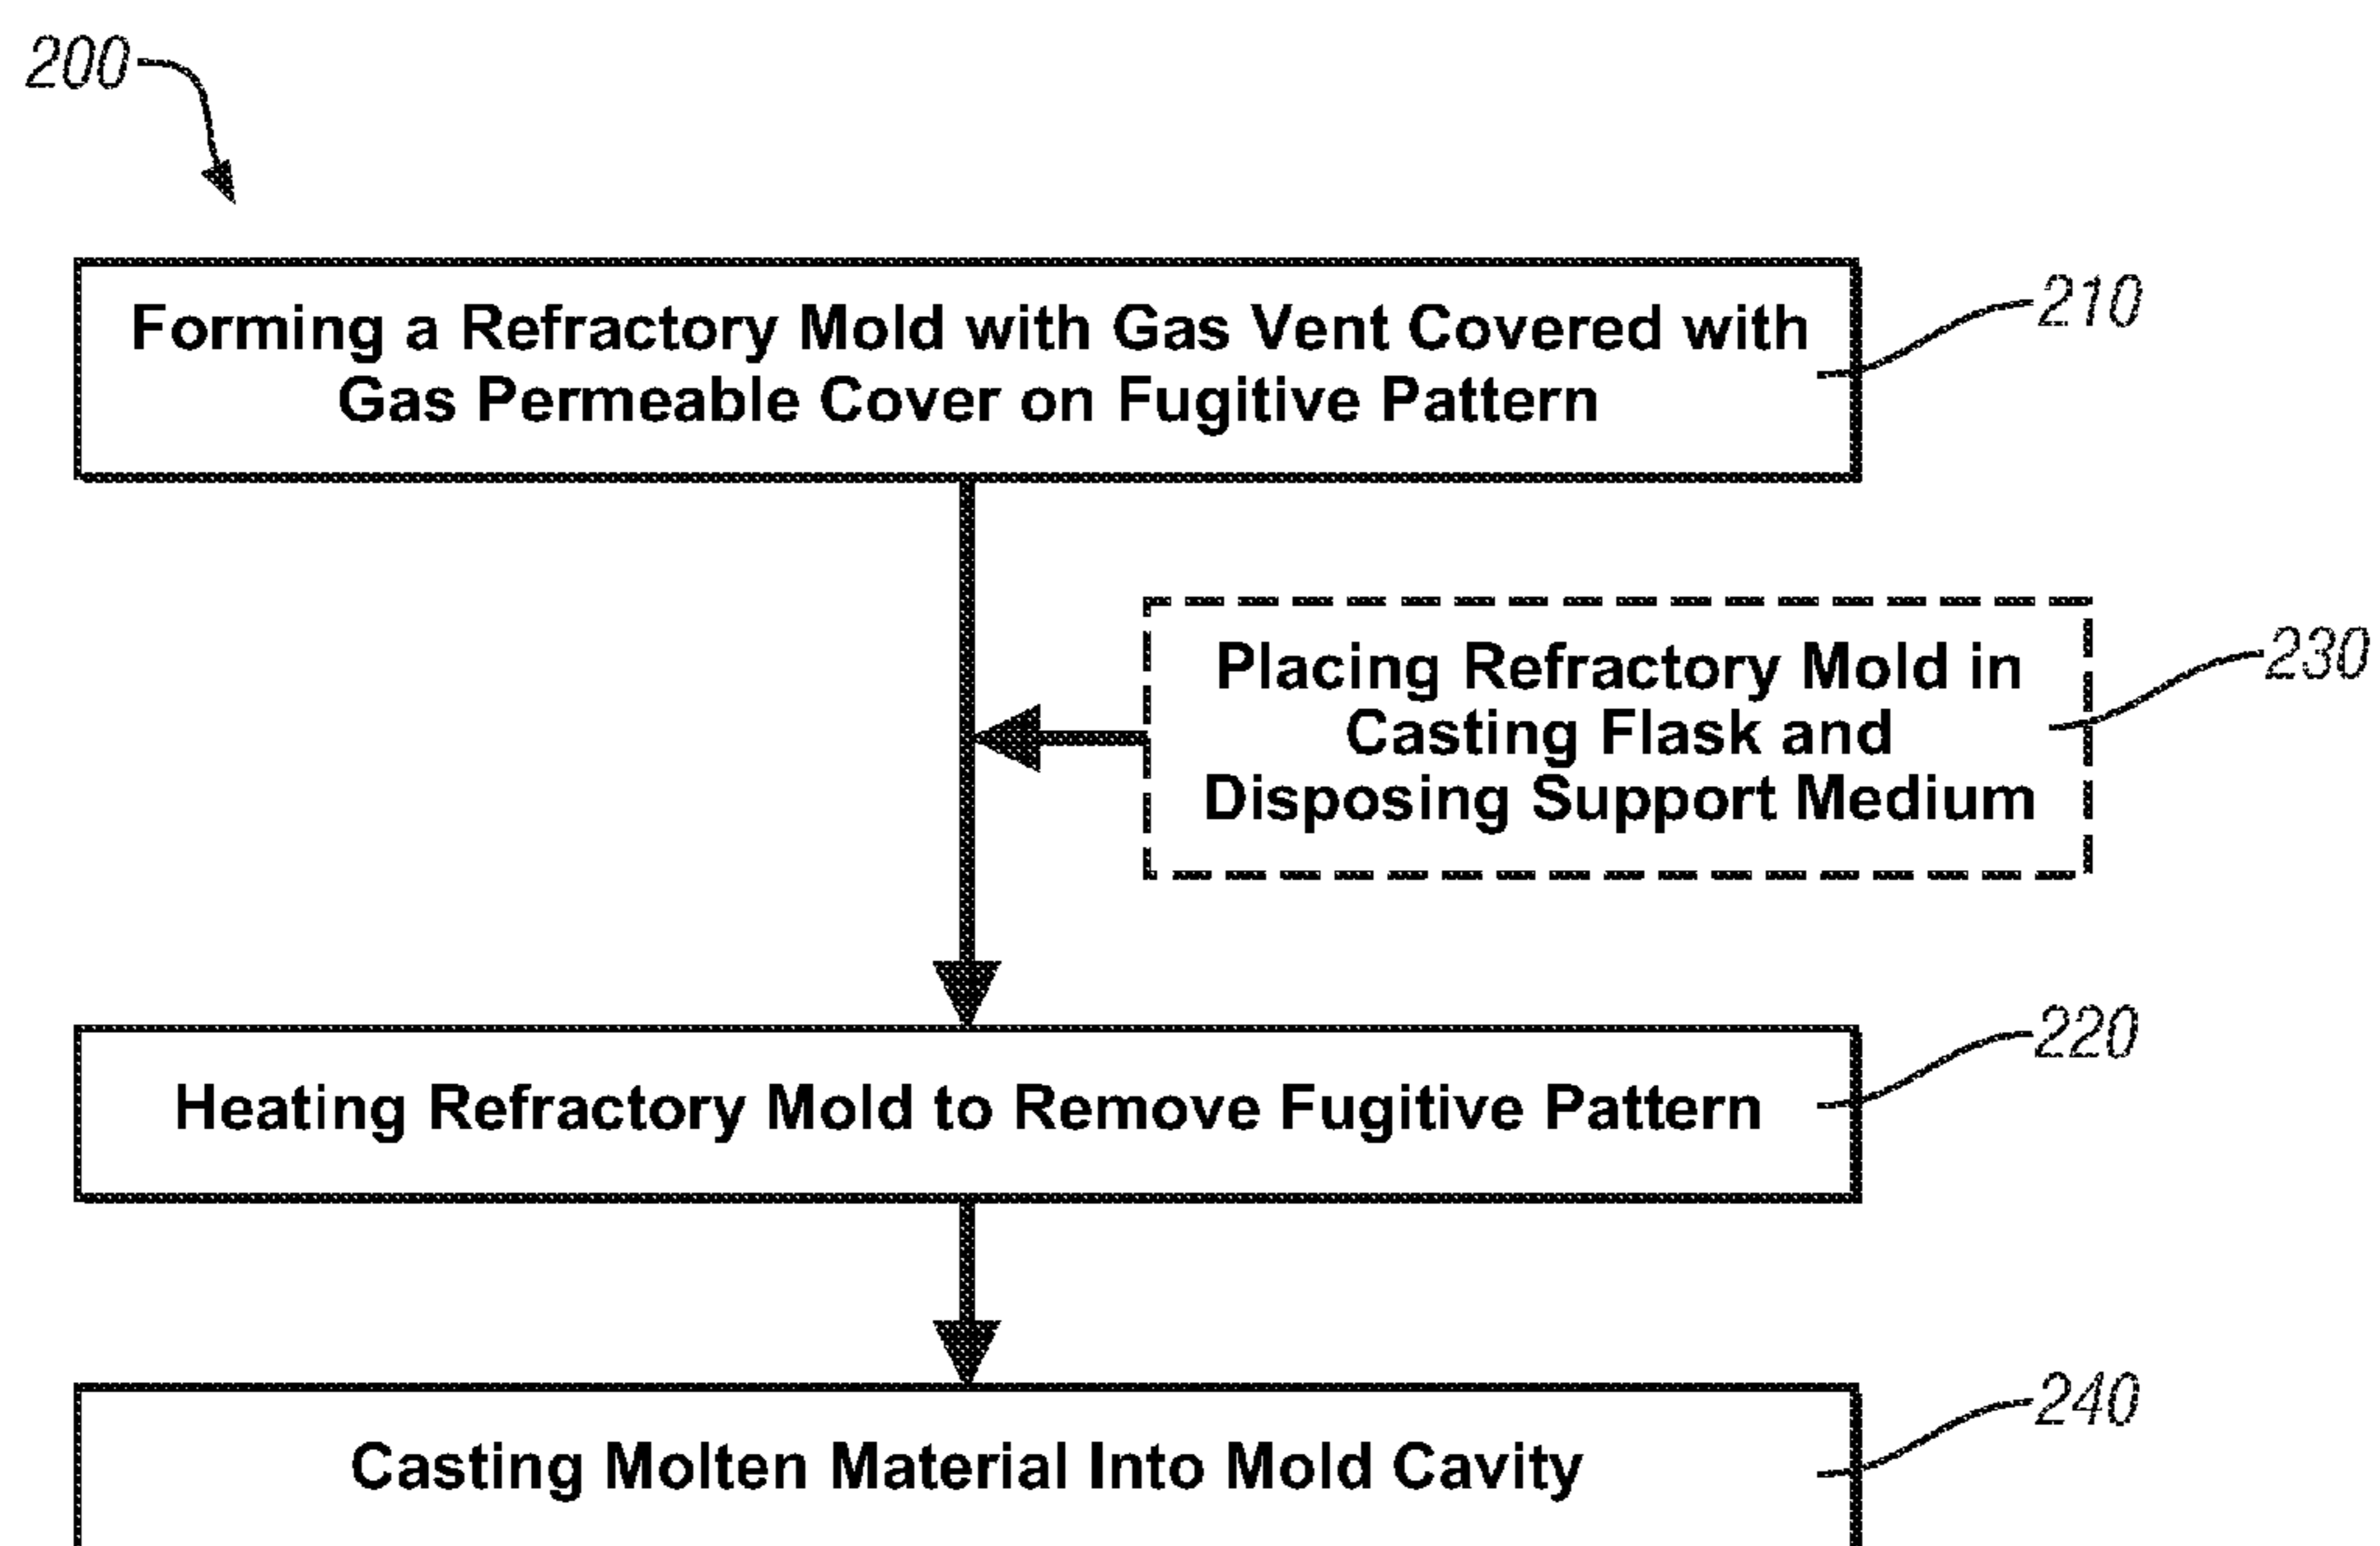 200
Forming a Refractory Mold with Gas Vent Covered with
Gas Permeable Cover on Fugitive Pattern
210
Placing Refractory Mold in
Casting Flask and
Disposing Support Medium
230
Heating Refractory Mold to Remove Fugitive Pattern
220
Casting Molten Material Into Mold Cavity
240